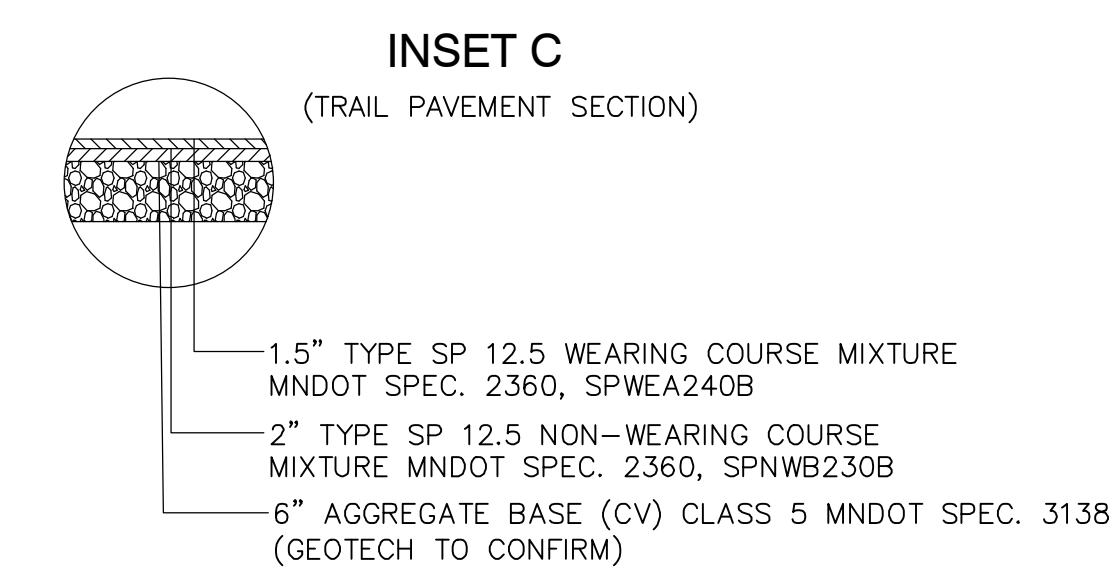 INSET C
(TRAIL PAVEMENT SECTION)
1.5" TYPE SP 12.5 WEARING COURSE MIXTURE
MNDOT SPEC. 2360, SPWEA240B
2" TYPE SP 12.5 NON-WEARING COURSE
MIXTURE MNDOT SPEC. 2360, SPNWB230B
6" AGGREGATE BASE (CV) CLASS 5 MNDOT SPEC. 3138
(GEOTECH TO CONFIRM)